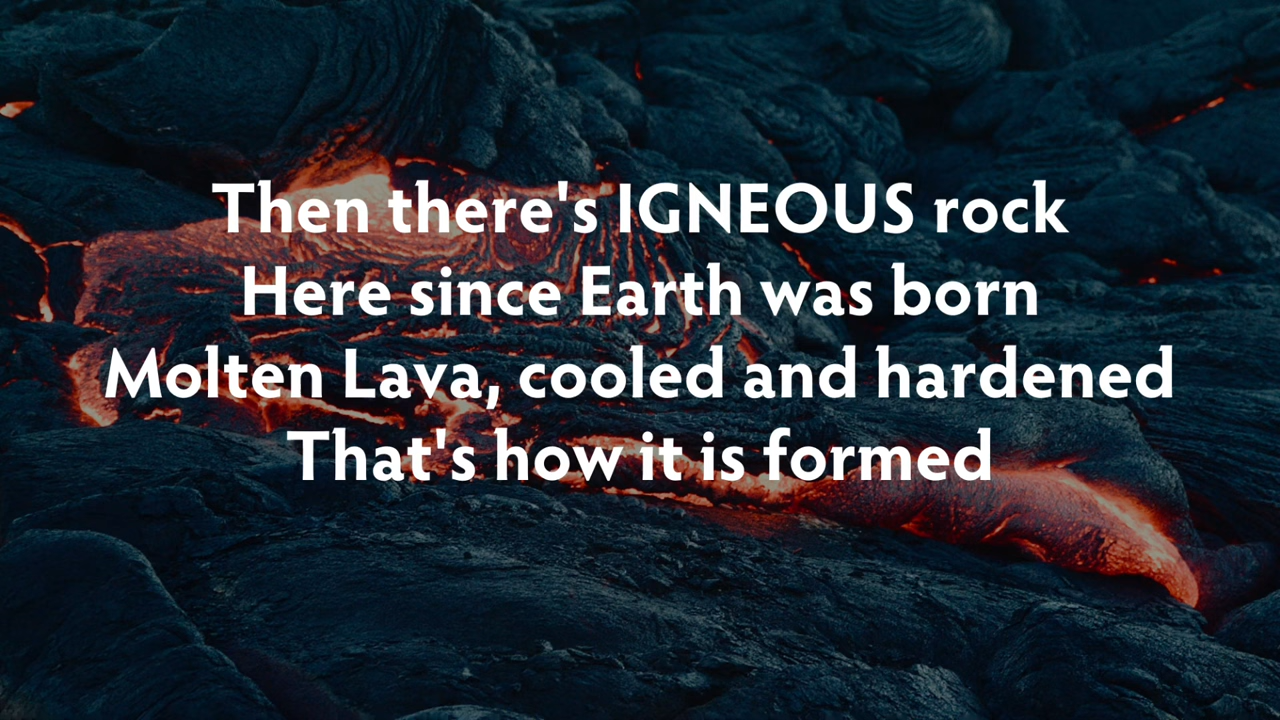 Then there's IGNEOUS rock
Here since Earth was born
Molten Lava, cooled and hardened
That's how it is formed